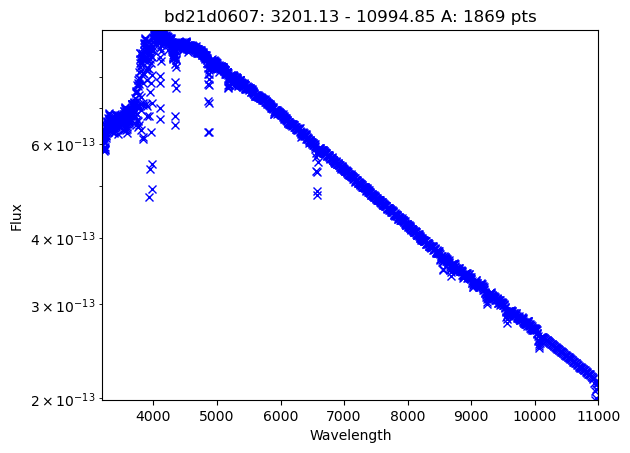 bd21d0607: 3201.13 - 10994.85 A: 1869 pts
6 × 10⁻¹³
4 × 10⁻¹³
3 × 10⁻¹³
2 × 10⁻¹³
Flux
4000 5000 6000 7000 8000 9000 10000 11000
Wavelength